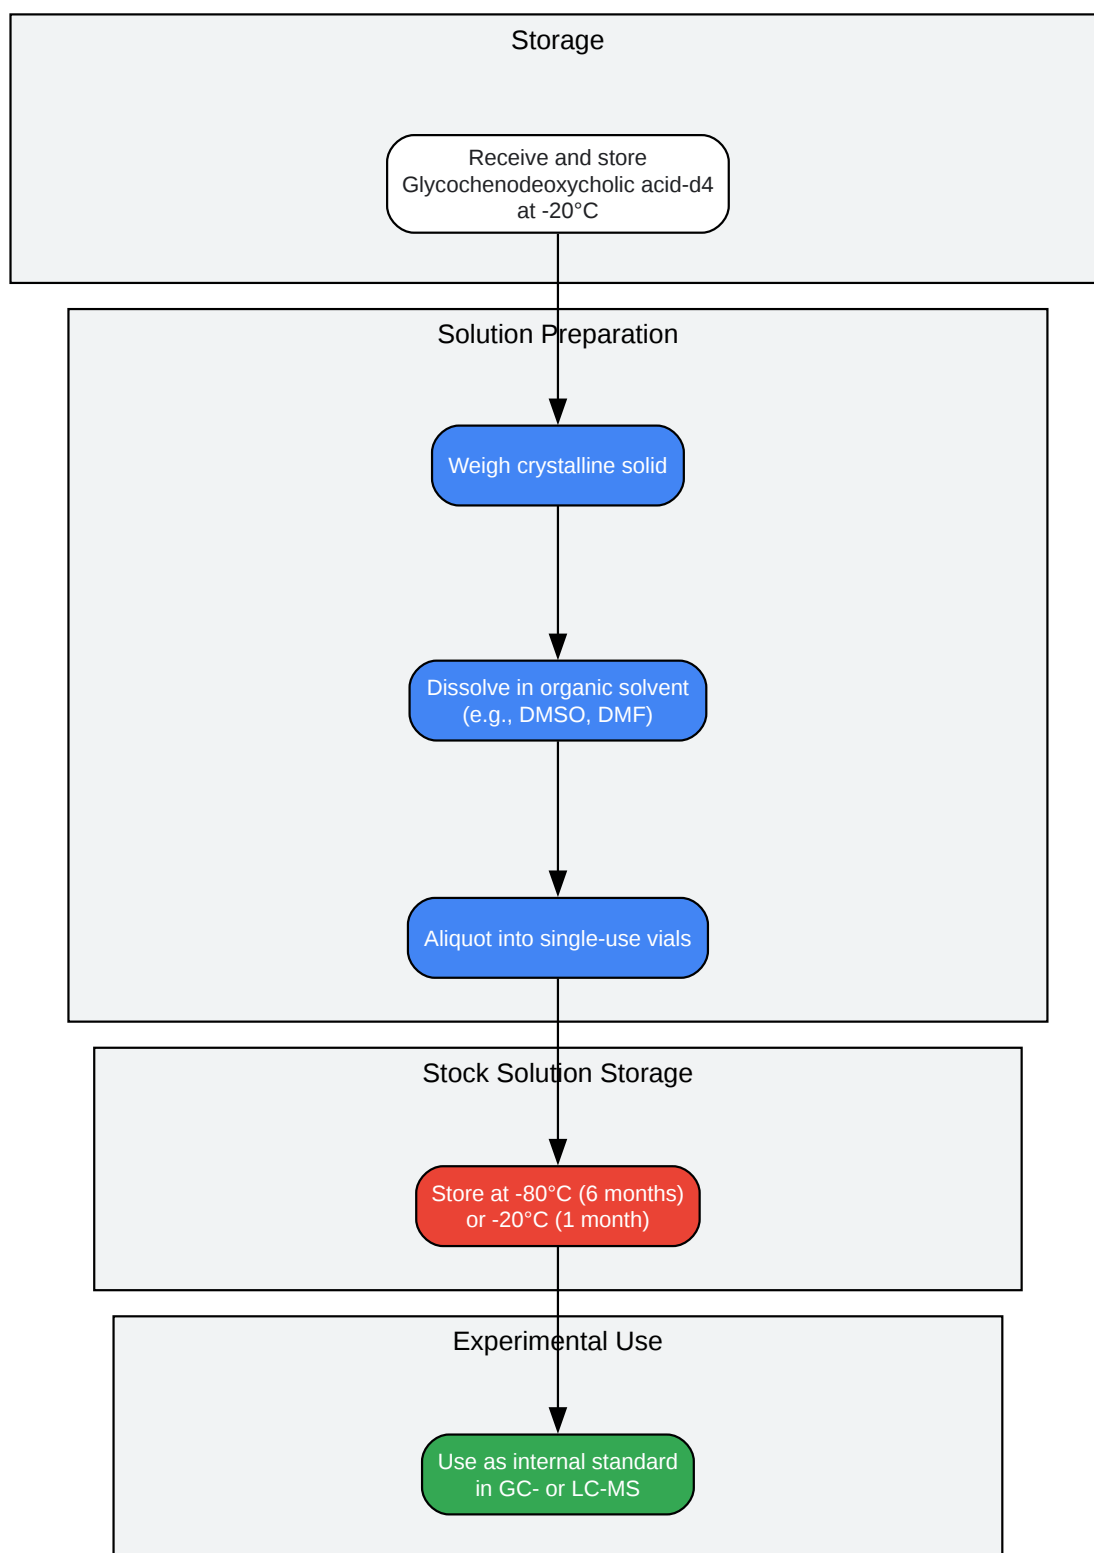 Storage
Receive and store
Glycochenodeoxycholic acid-d4
at -20°C
Solution Preparation
Weigh crystalline solid
Dissolve in organic solvent
(e.g., DMSO, DMF)
Aliquot into single-use vials
Stock Solution Storage
Store at -80°C (6 months)
or -20°C (1 month)
Experimental Use
Use as internal standard
in GC- or LC-MS